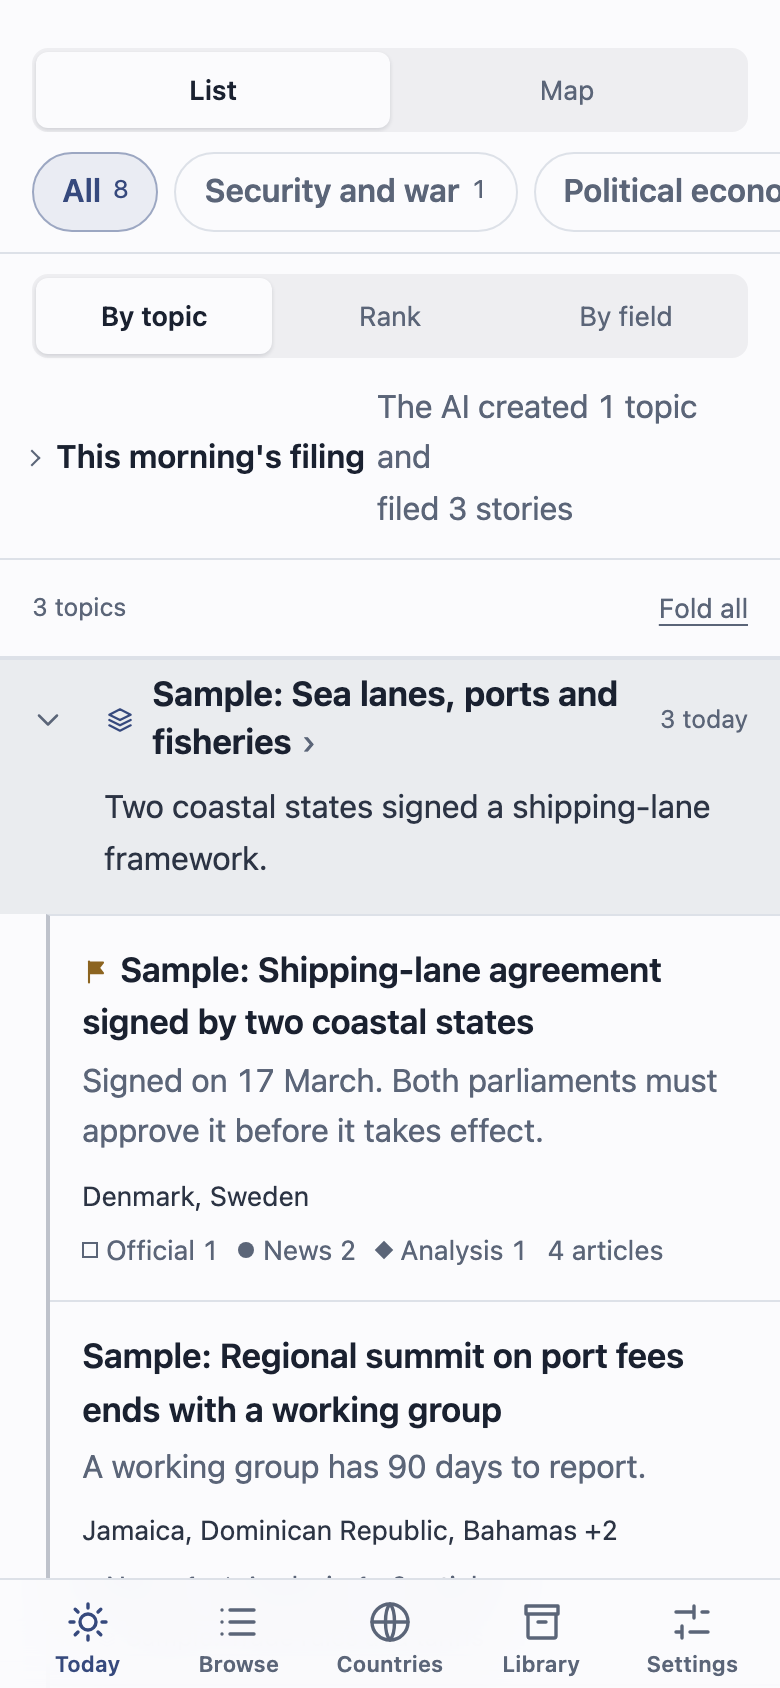 List
Map
All 8
Security and war 1
Political econo
By topic
Rank
By field
The AI created 1 topic
This morning's filing and
filed 3 stories
3 topics
Fold all
Sample: Sea lanes, ports and
fisheries ›
3 today
Two coastal states signed a shipping-lane
framework.
Sample: Shipping-lane agreement
signed by two coastal states
Signed on 17 March. Both parliaments must
approve it before it takes effect.
Denmark, Sweden
Official 1 News 2 Analysis 1 4 articles
Sample: Regional summit on port fees
ends with a working group
A working group has 90 days to report.
Jamaica, Dominican Republic, Bahamas +2
Today
Browse
Countries
Library
Settings